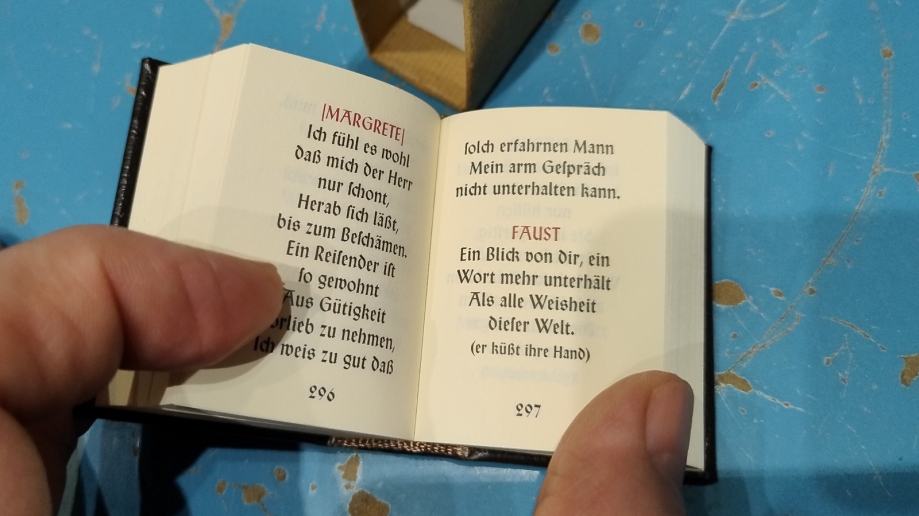 |MARGRETE|
Ich fühl es wohl
daß mich der Herr
nur ſchont,
Herab ſich läßt,
bis zum Beſchämen.
Ein Reiſender iſt
ſo gewohnt
Aus Gütigkeit
vorlieb zu nehmen,
Ich weis zu gut daß
296
ſolch erfahrnen Mann
Mein arm Geſpräch
nicht unterhalten kann.
FAUST
Ein Blick von dir, ein
Wort mehr unterhält
Als alle Weisheit
dieſer Welt.
(er küßt ihre Hand)
297